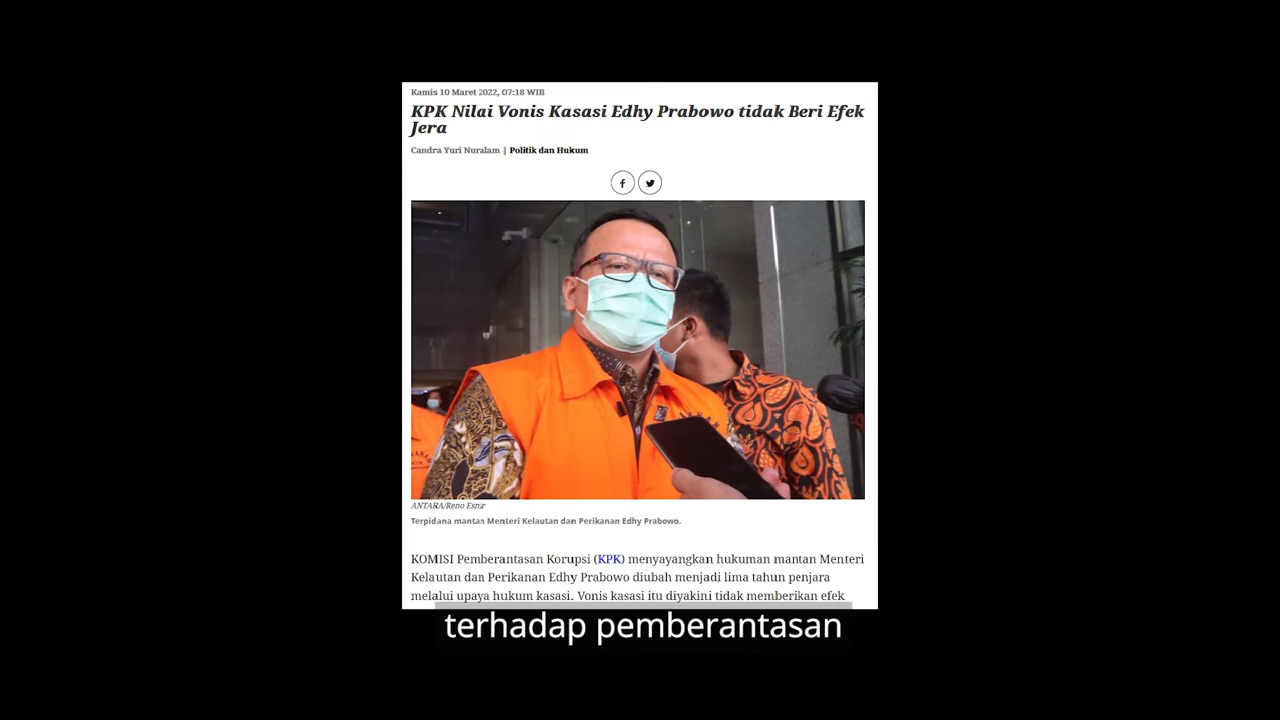 Kamis 10 Maret 2022, 07:18 WIB
KPK Nilai Vonis Kasasi Edhy Prabowo tidak Beri Efek
Jera
Candra Yuri Nuralam | Politik dan Hukum
ANTARA/Reno Esnir
Terpidana mantan Menteri Kelautan dan Perikanan Edhy Prabowo.
KOMISI Pemberantasan Korupsi (KPK) menyayangkan hukuman mantan Menteri
Kelautan dan Perikanan Edhy Prabowo diubah menjadi lima tahun penjara
melalui upaya hukum kasasi. Vonis kasasi itu diyakini tidak memberikan efek
terhadap pemberantasan